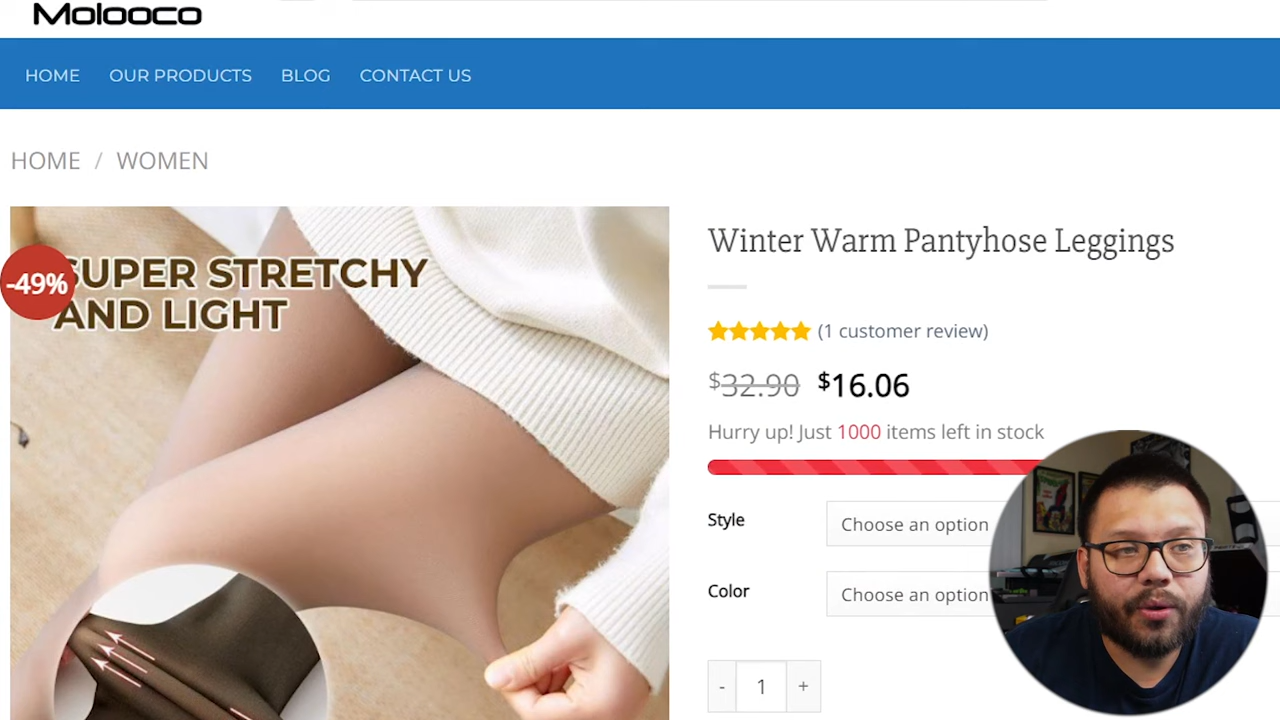 Molooco
HOME
OUR PRODUCTS
BLOG
CONTACT US
HOME / WOMEN
-49%
SUPER STRETCHY
AND LIGHT
Winter Warm Pantyhose Leggings
(1 customer review)
$32.90 $16.06
Hurry up! Just 1000 items left in stock
Style
Choose an option
Color
Choose an option
- 1 +